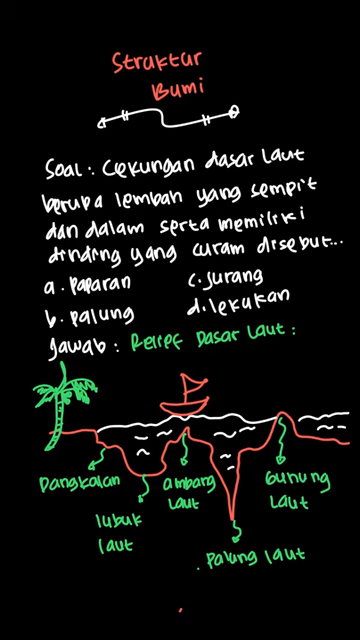 Struktur
Bumi
Soal : Cekungan dasar laut
berupa lembah yang sempit
dan dalam serta memiliki
dinding yang curam disebut...
a. paparan
c. jurang
b. palung
d. lekukan
Jawab : Relief Dasar Laut :
Dangkalan
lubuk
laut
ambang
laut
Gunung
Laut
palung laut